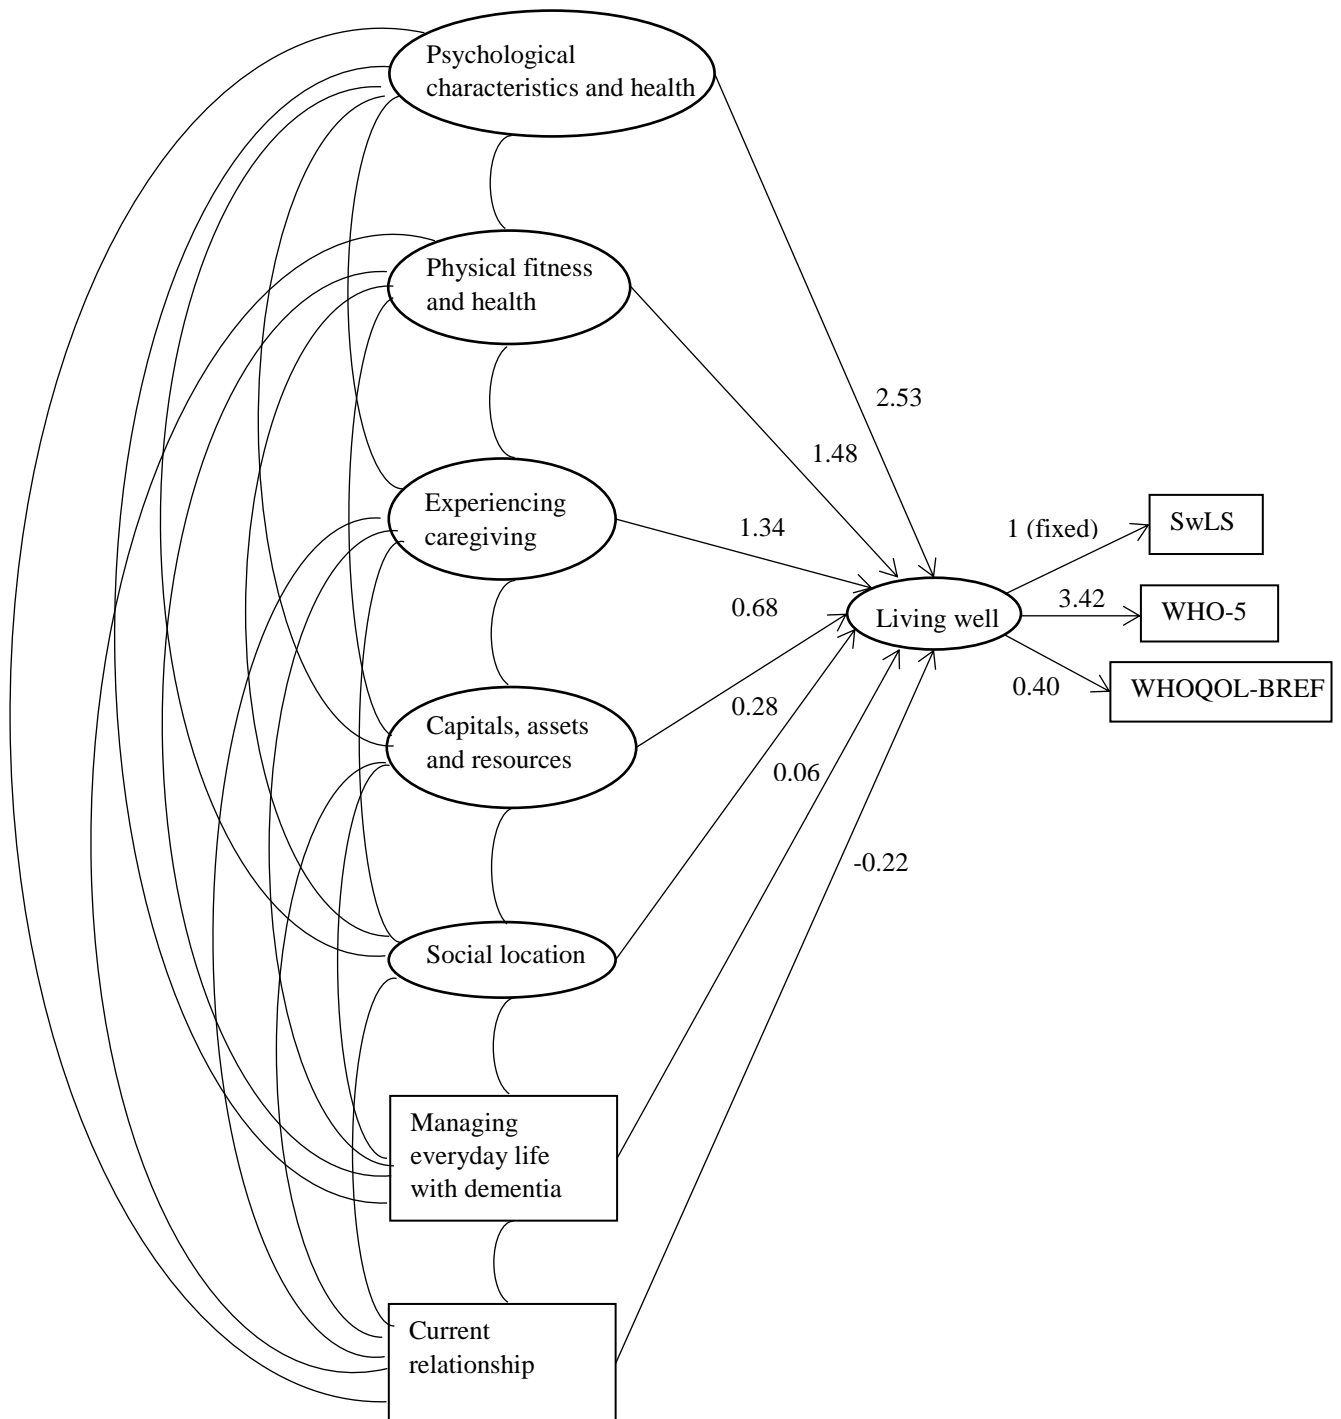 Psychological
characteristics and health
Physical fitness
and health
2.53
1.48
Experiencing
caregiving
1.34
1 (fixed)
SwLS
0.68
3.42
WHO-5
Living well
0.40
WHOQOL-BREF
Capitals, assets
and resources
0.28
0.06
-0.22
Social location
Managing
everyday life
with dementia
Current
relationship